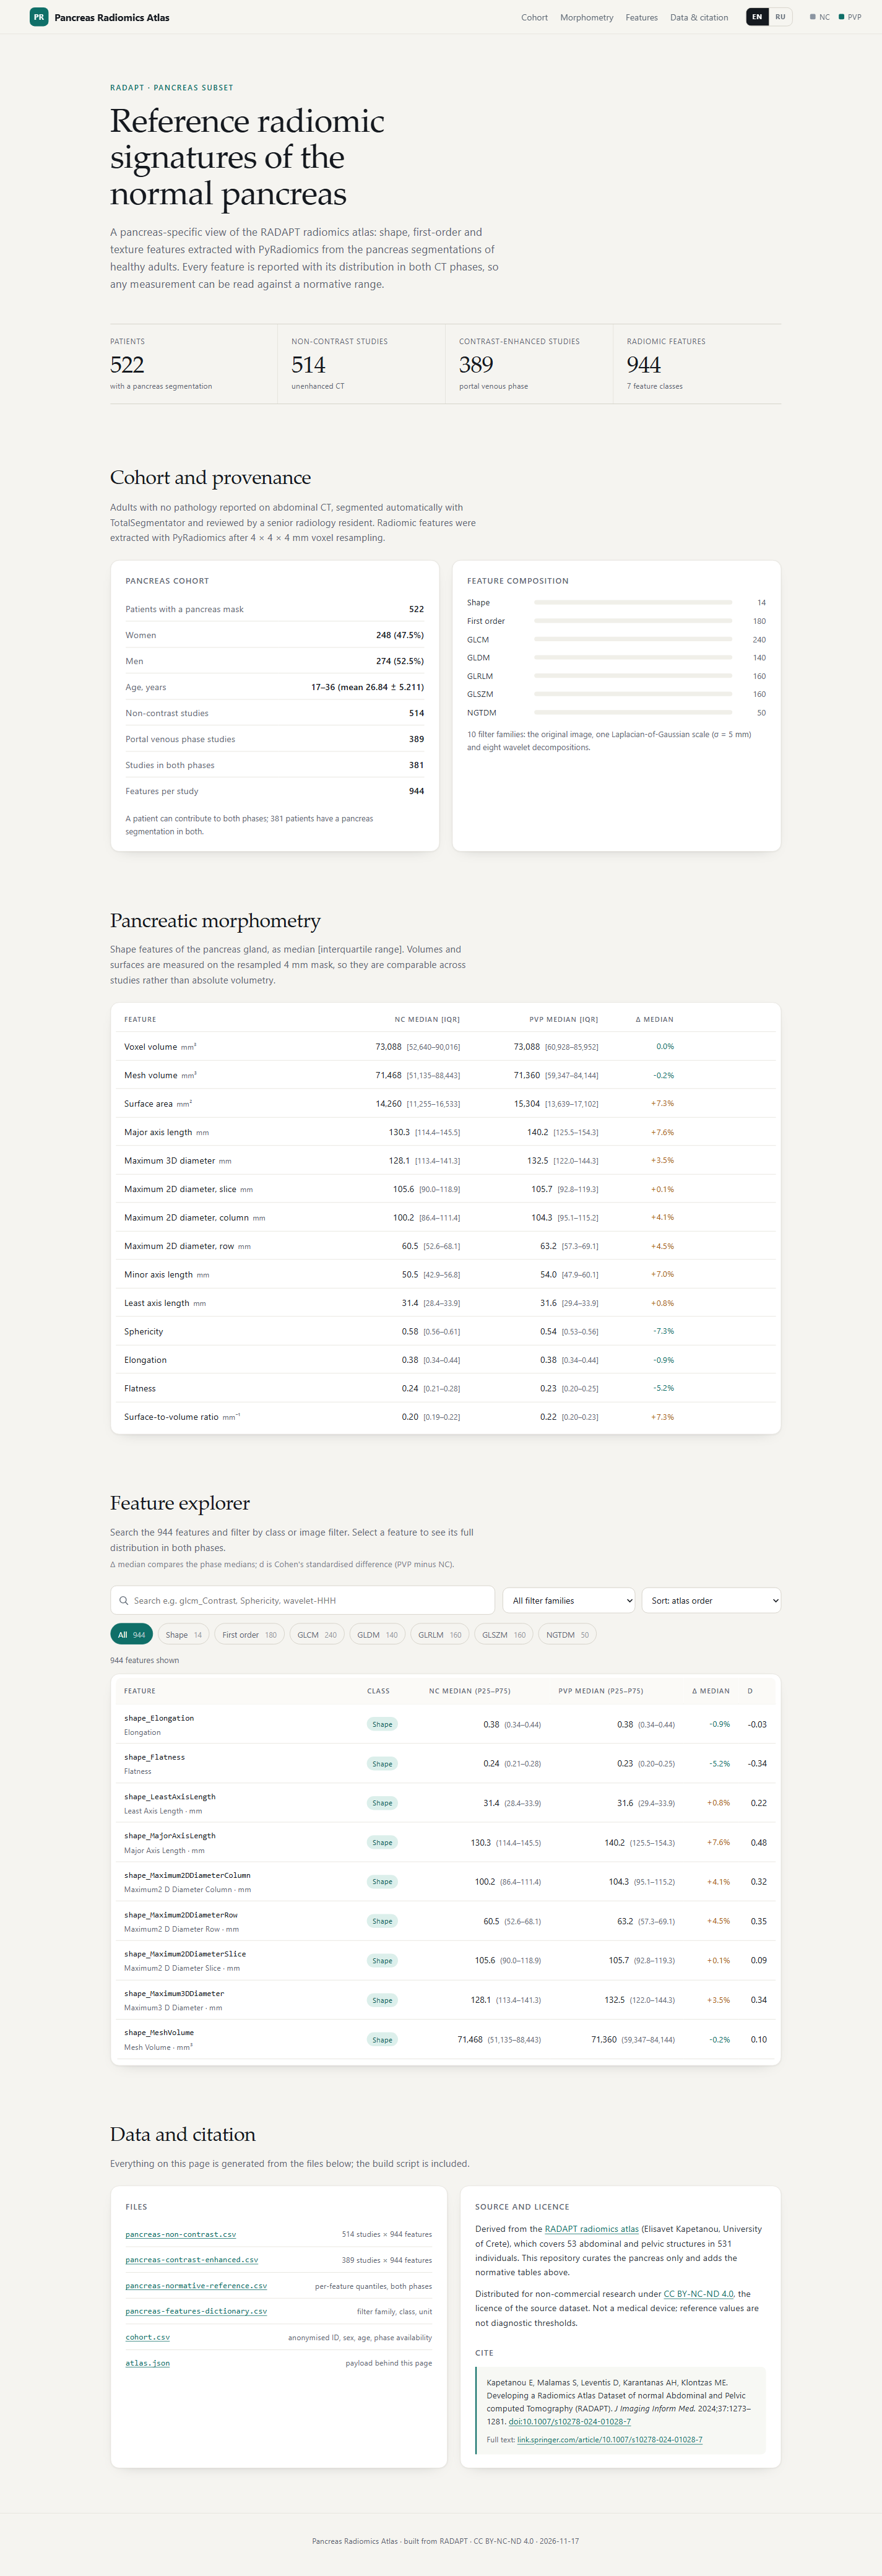 PR Pancreas Radiomics Atlas
Cohort Morphometry Features Data & citation EN RU NC PVP
RADAPT · PANCREAS SUBSET
Reference radiomic
signatures of the
normal pancreas
A pancreas-specific view of the RADAPT radiomics atlas: shape, first-order and
texture features extracted with PyRadiomics from the pancreas segmentations of
healthy adults. Every feature is reported with its distribution in both CT phases, so
any measurement can be read against a normative range.
PATIENTS
522
with a pancreas segmentation
NON-CONTRAST STUDIES
514
unenhanced CT
CONTRAST-ENHANCED STUDIES
389
portal venous phase
RADIOMIC FEATURES
944
7 feature classes
Cohort and provenance
Adults with no pathology reported on abdominal CT, segmented automatically with
TotalSegmentator and reviewed by a senior radiology resident. Radiomic features were
extracted with PyRadiomics after 4 × 4 × 4 mm voxel resampling.
PANCREAS COHORT
Patients with a pancreas mask 522
Women 248 (47.5%)
Men 274 (52.5%)
Age, years 17–36 (mean 26.84 ± 5.211)
Non-contrast studies 514
Portal venous phase studies 389
Studies in both phases 381
Features per study 944
A patient can contribute to both phases; 381 patients have a pancreas
segmentation in both.
FEATURE COMPOSITION
Shape 14
First order 180
GLCM 240
GLDM 140
GLRLM 160
GLSZM 160
NGTDM 50
10 filter families: the original image, one Laplacian-of-Gaussian scale (σ = 5 mm)
and eight wavelet decompositions.
Pancreatic morphometry
Shape features of the pancreas gland, as median [interquartile range]. Volumes and
surfaces are measured on the resampled 4 mm mask, so they are comparable across
studies rather than absolute volumetry.
FEATURE NC MEDIAN [IQR] PVP MEDIAN [IQR] Δ MEDIAN
Voxel volume mm³ 73,088 [52,640–90,016] 73,088 [60,928–85,952] 0.0%
Mesh volume mm³ 71,468 [51,135–88,443] 71,360 [59,347–84,144] -0.2%
Surface area mm² 14,260 [11,255–16,533] 15,304 [13,639–17,102] +7.3%
Major axis length mm 130.3 [114.4–145.5] 140.2 [125.5–154.3] +7.6%
Maximum 3D diameter mm 128.1 [113.4–141.3] 132.5 [122.0–144.3] +3.5%
Maximum 2D diameter, slice mm 105.6 [90.0–118.9] 105.7 [92.8–119.3] +0.1%
Maximum 2D diameter, column mm 100.2 [86.4–111.4] 104.3 [95.1–115.2] +4.1%
Maximum 2D diameter, row mm 60.5 [52.6–68.1] 63.2 [57.3–69.1] +4.5%
Minor axis length mm 50.5 [42.9–56.8] 54.0 [47.9–60.1] +7.0%
Least axis length mm 31.4 [28.4–33.9] 31.6 [29.4–33.9] +0.8%
Sphericity 0.58 [0.56–0.61] 0.54 [0.53–0.56] -7.3%
Elongation 0.38 [0.34–0.44] 0.38 [0.34–0.44] -0.9%
Flatness 0.24 [0.21–0.28] 0.23 [0.20–0.25] -5.2%
Surface-to-volume ratio mm⁻¹ 0.20 [0.19–0.22] 0.22 [0.20–0.23] +7.3%
Feature explorer
Search the 944 features and filter by class or image filter. Select a feature to see its full
distribution in both phases.
Δ median compares the phase medians; d is Cohen's standardised difference (PVP minus NC).
Search e.g. glcm_Contrast, Sphericity, wavelet-HHH All filter families Sort: atlas order
All 944 Shape 14 First order 180 GLCM 240 GLDM 140 GLRLM 160 GLSZM 160 NGTDM 50
944 features shown
FEATURE CLASS NC MEDIAN (P25–P75) PVP MEDIAN (P25–P75) Δ MEDIAN D
shape_Elongation
Elongation Shape 0.38 (0.34–0.44) 0.38 (0.34–0.44) -0.9% -0.03
shape_Flatness
Flatness Shape 0.24 (0.21–0.28) 0.23 (0.20–0.25) -5.2% -0.34
shape_LeastAxisLength
Least Axis Length · mm Shape 31.4 (28.4–33.9) 31.6 (29.4–33.9) +0.8% 0.22
shape_MajorAxisLength
Major Axis Length · mm Shape 130.3 (114.4–145.5) 140.2 (125.5–154.3) +7.6% 0.48
shape_Maximum2DDiameterColumn
Maximum2 D Diameter Column · mm Shape 100.2 (86.4–111.4) 104.3 (95.1–115.2) +4.1% 0.32
shape_Maximum2DDiameterRow
Maximum2 D Diameter Row · mm Shape 60.5 (52.6–68.1) 63.2 (57.3–69.1) +4.5% 0.35
shape_Maximum2DDiameterSlice
Maximum2 D Diameter Slice · mm Shape 105.6 (90.0–118.9) 105.7 (92.8–119.3) +0.1% 0.09
shape_Maximum3DDiameter
Maximum3 D Diameter · mm Shape 128.1 (113.4–141.3) 132.5 (122.0–144.3) +3.5% 0.34
shape_MeshVolume
Mesh Volume · mm³ Shape 71,468 (51,135–88,443) 71,360 (59,347–84,144) -0.2% 0.10
Data and citation
Everything on this page is generated from the files below; the build script is included.
FILES
pancreas-non-contrast.csv 514 studies × 944 features
pancreas-contrast-enhanced.csv 389 studies × 944 features
pancreas-normative-reference.csv per-feature quantiles, both phases
pancreas-features-dictionary.csv filter family, class, unit
cohort.csv anonymised ID, sex, age, phase availability
atlas.json payload behind this page
SOURCE AND LICENCE
Derived from the RADAPT radiomics atlas (Elisavet Kapetanou, University
of Crete), which covers 53 abdominal and pelvic structures in 531
individuals. This repository curates the pancreas only and adds the
normative tables above.
Distributed for non-commercial research under CC BY-NC-ND 4.0, the
licence of the source dataset. Not a medical device; reference values are
not diagnostic thresholds.
CITE
Kapetanou E, Malamas S, Leventis D, Karantanas AH, Klontzas ME.
Developing a Radiomics Atlas Dataset of normal Abdominal and Pelvic
computed Tomography (RADAPT). J Imaging Inform Med. 2024;37:1273–
1281. doi:10.1007/s10278-024-01028-7
Full text: link.springer.com/article/10.1007/s10278-024-01028-7
Pancreas Radiomics Atlas · built from RADAPT · CC BY-NC-ND 4.0 · 2026-11-17